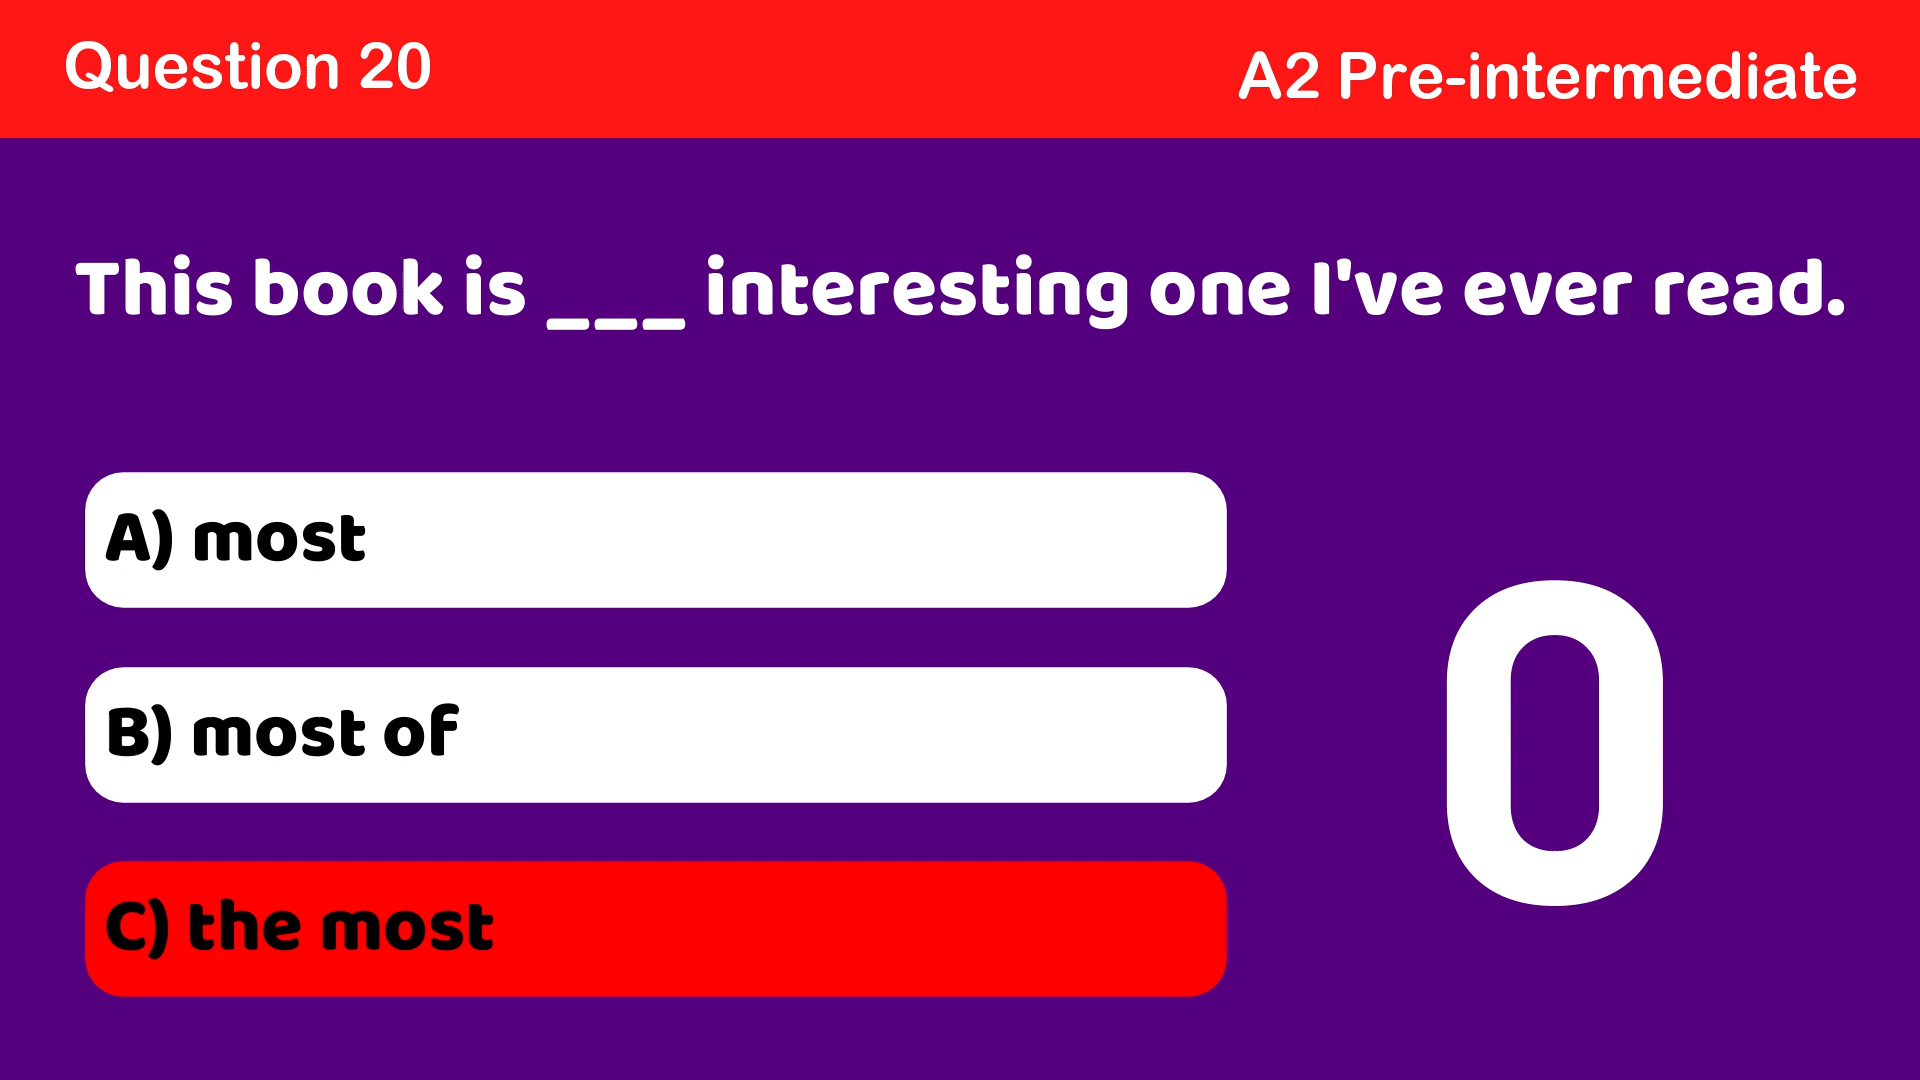 Question 20
A2 Pre-intermediate
This book is ___ interesting one I've ever read.
A) most
B) most of
C) the most
0